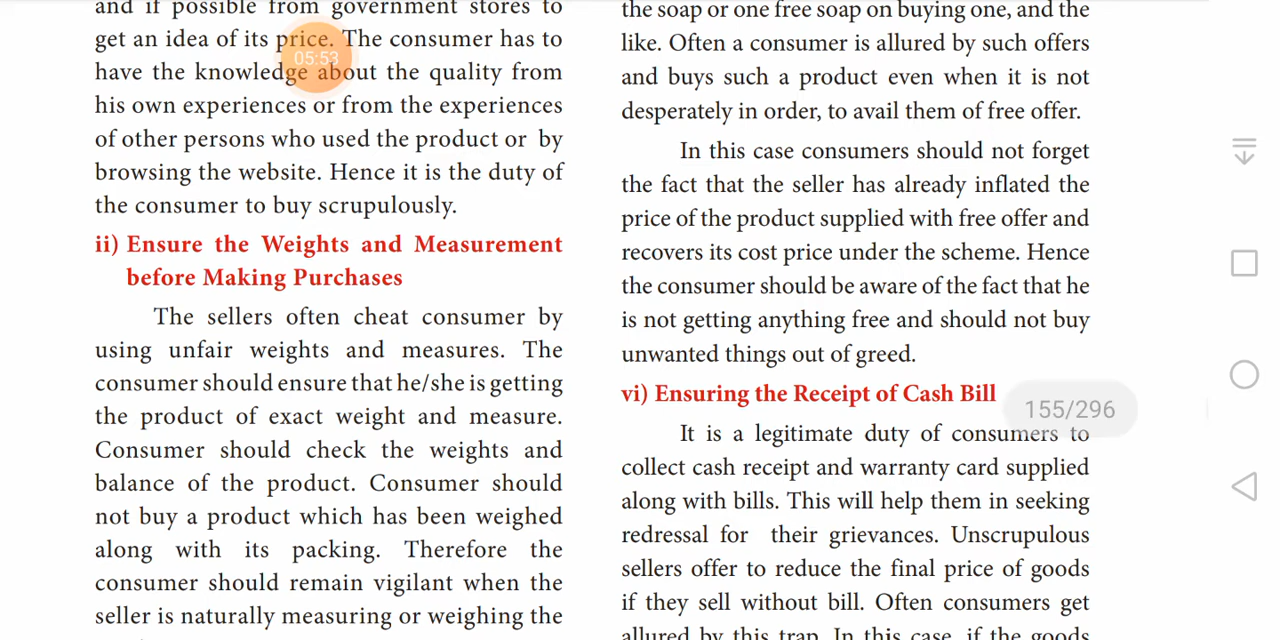 and if possible from government stores to
get an idea of its price. The consumer has to
have the knowledge about the quality from
his own experiences or from the experiences
of other persons who used the product or by
browsing the website. Hence it is the duty of
the consumer to buy scrupulously.
ii) Ensure the Weights and Measurement
before Making Purchases
The sellers often cheat consumer by
using unfair weights and measures. The
consumer should ensure that he/she is getting
the product of exact weight and measure.
Consumer should check the weights and
balance of the product. Consumer should
not buy a product which has been weighed
along with its packing. Therefore the
consumer should remain vigilant when the
seller is naturally measuring or weighing the
05:53
the soap or one free soap on buying one, and the
like. Often a consumer is allured by such offers
and buys such a product even when it is not
desperately in order, to avail them of free offer.
In this case consumers should not forget
the fact that the seller has already inflated the
price of the product supplied with free offer and
recovers its cost price under the scheme. Hence
the consumer should be aware of the fact that he
is not getting anything free and should not buy
unwanted things out of greed.
vi) Ensuring the Receipt of Cash Bill
It is a legitimate duty of consumers to
collect cash receipt and warranty card supplied
along with bills. This will help them in seeking
redressal for their grievances. Unscrupulous
sellers offer to reduce the final price of goods
if they sell without bill. Often consumers get
allured by this trap. In this case, if the goods
155/296